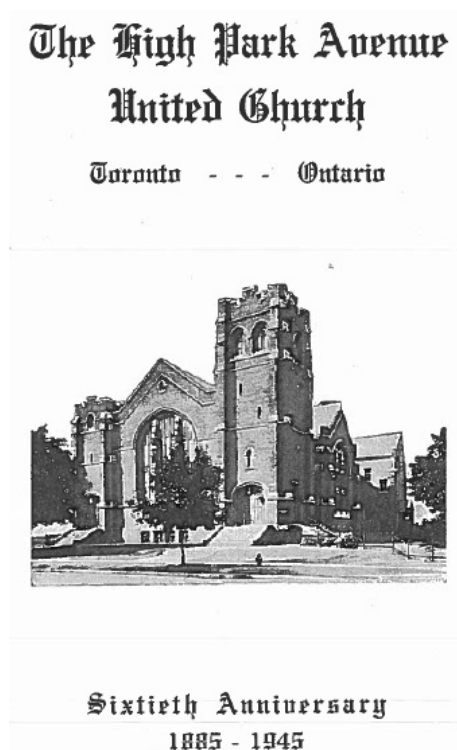 The High Park Avenue
United Church
Toronto - - - Ontario
Sixtieth Anniversary
1885 - 1945